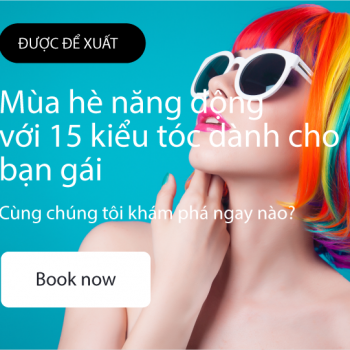 ĐƯỢC ĐỂ XUẤT
Mùa hè năng động
với 15 kiểu tóc dành cho
bạn gái
Cùng chúng tôi khám phá ngay nào?
Book now